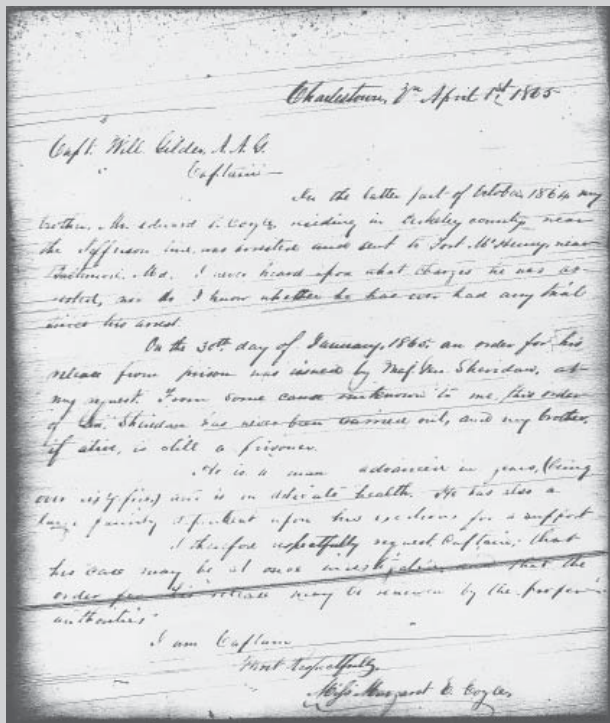 Charlestown, Va April 1st, 1865
Capt. Will Gilder, A.A.G.
Captain
In the latter part of October 1864 my
brother, Mr. Edward Coyle, residing in Berkeley county near
the Jefferson line, was arrested and sent to Fort McHenry, near
Baltimore, Md. I never heard upon what charges he was ar-
rested, nor do I know whether he has ever had any trial
since his arrest.
On the 30th day of January, 1865, an order for his
release from prison was issued by Maj. Gen. Sheridan, at
my request. From some cause unknown to me, this order
of Gen. Sheridan has never been carried out, and my brother,
if alive, is still a prisoner.
He is a man advanced in years, (being
over sixty five) and is in delicate health. He has also a
large family dependent upon his exertions for a support
I therefore respectfully request, Captain, that
his case may be at once investigated and that the
order for his release may be renewed by the proper
authorities
I am Captain
Most respectfully,
Miss Margaret E. Coyle